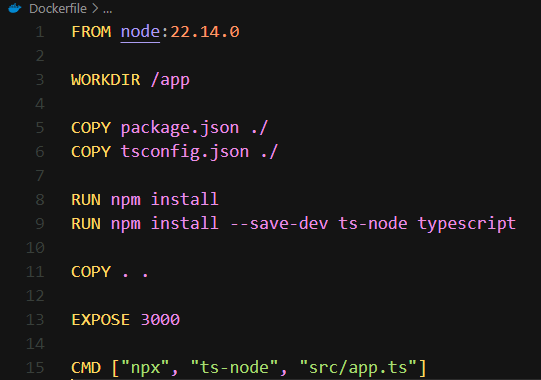 Dockerfile > ...
1 FROM node:22.14.0
2
3 WORKDIR /app
4
5 COPY package.json ./
6 COPY tsconfig.json ./
7
8 RUN npm install
9 RUN npm install --save-dev ts-node typescript
10
11 COPY . .
12
13 EXPOSE 3000
14
15 CMD ["npx", "ts-node", "src/app.ts"]